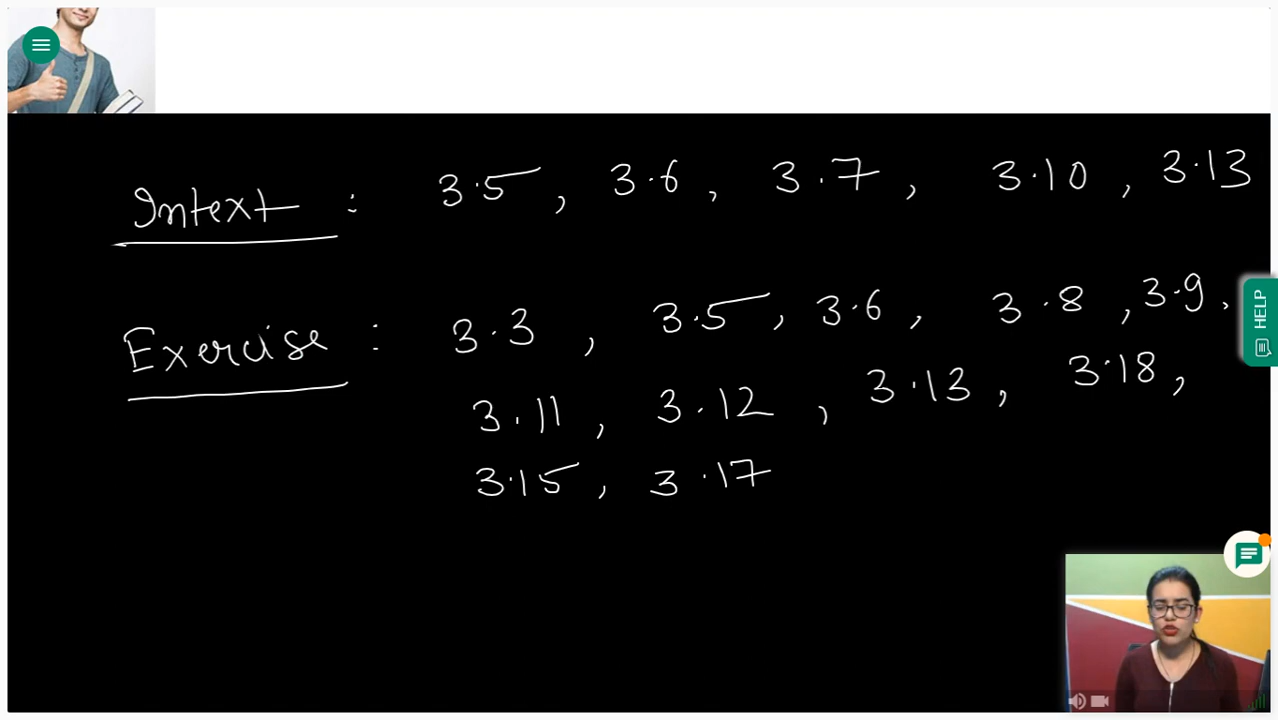 Intext : 3.5, 3.6, 3.7, 3.10, 3.13
Exercise : 3.3, 3.5, 3.6, 3.8, 3.9,
3.11, 3.12, 3.13, 3.18,
3.15, 3.17
HELP